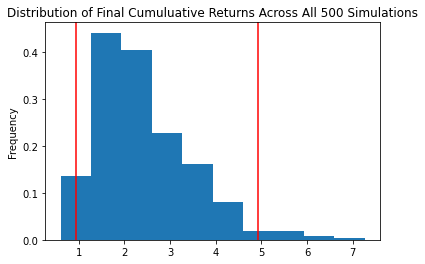 Distribution of Final Cumuluative Returns Across All 500 Simulations
Frequency
0.4
0.3
0.2
0.1
0.0
1 2 3 4 5 6 7